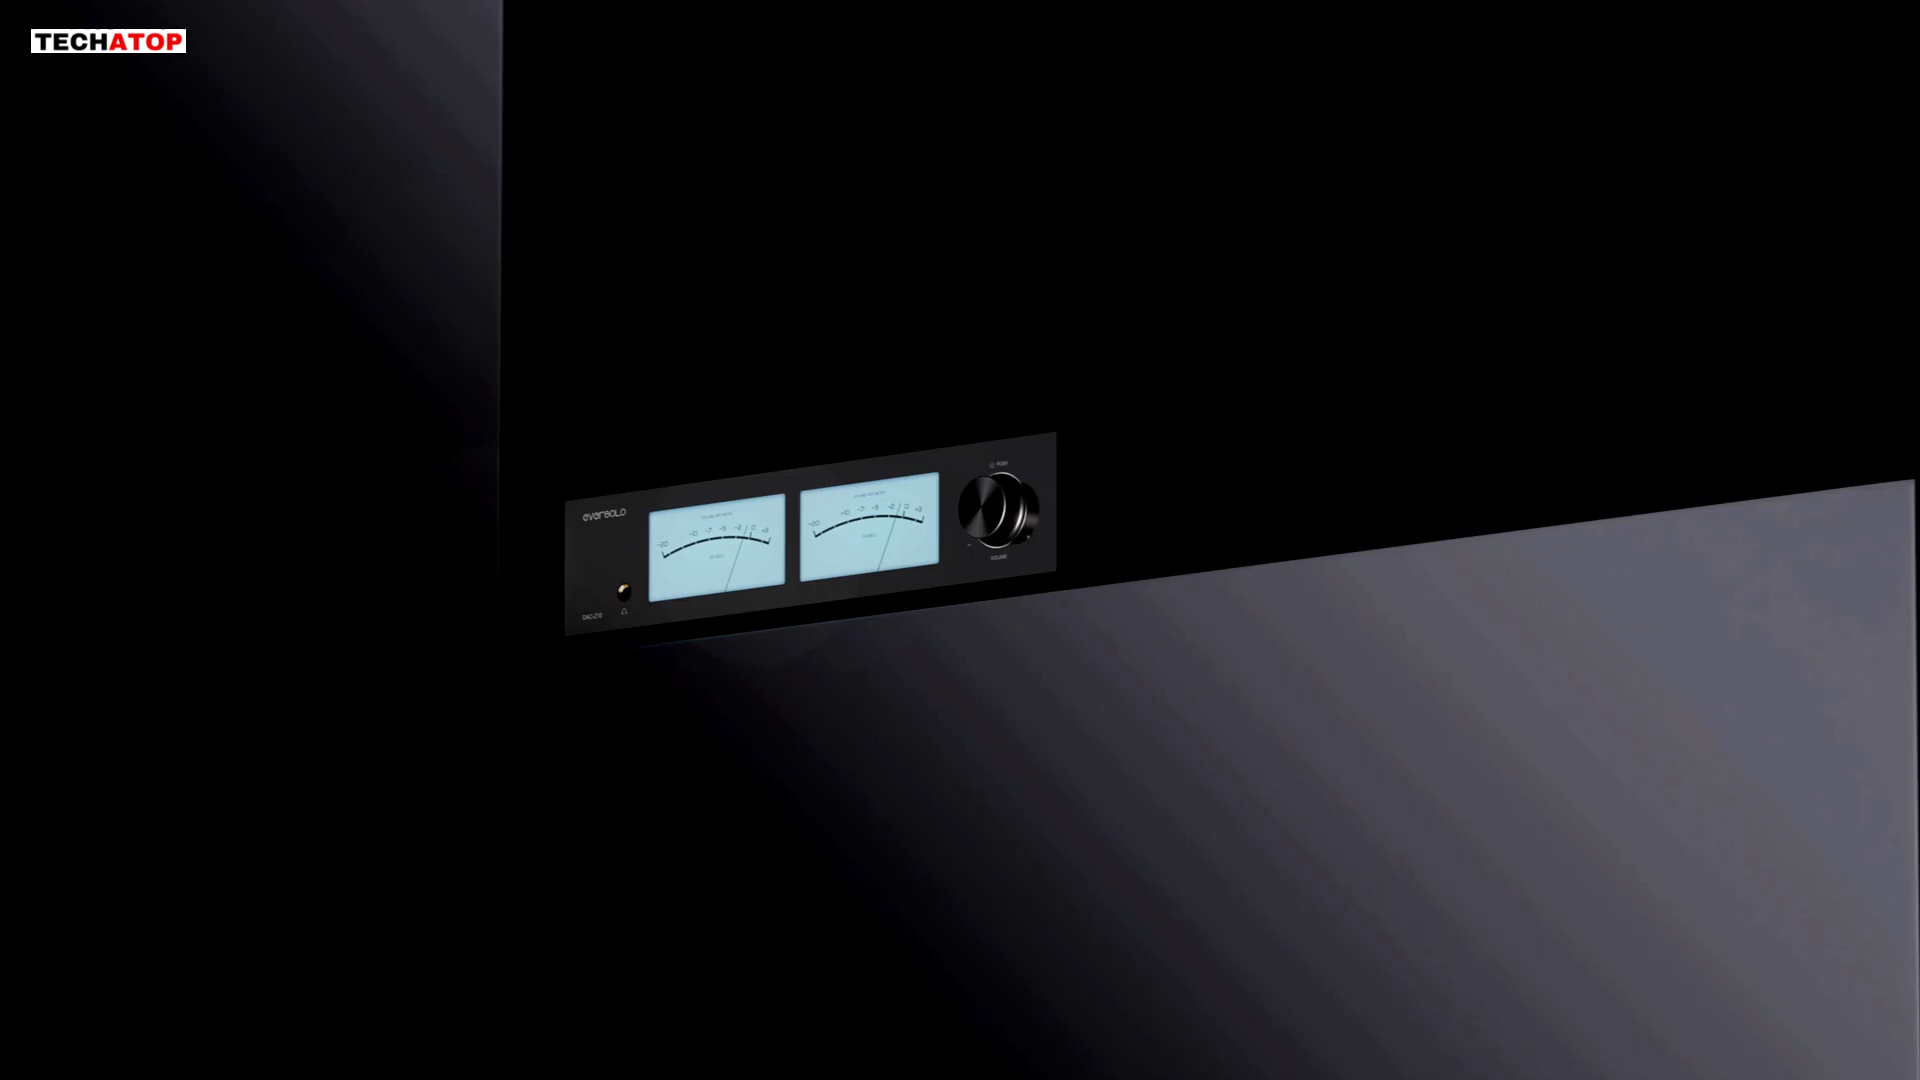 TECHATOP
eversolo
PUSH
-20 -10 -7 -5 -2 0 +3
-20 -10 -7 -5 -2 0 +3
VOLUME
DAC-Z10